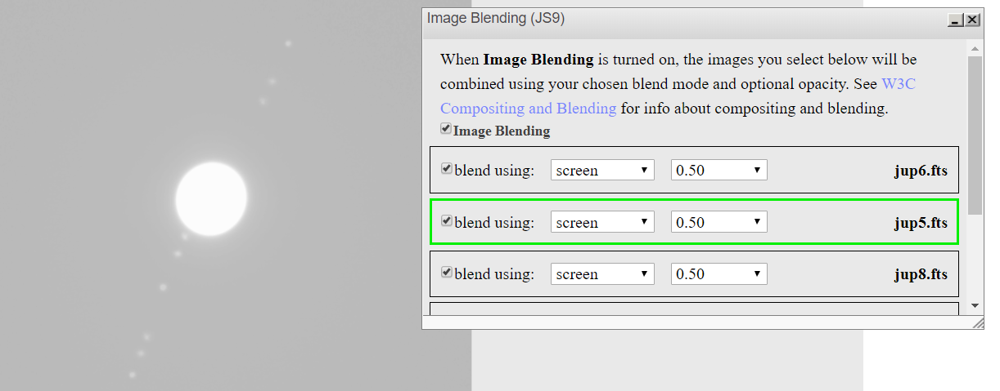 Image Blending (JS9)
When Image Blending is turned on, the images you select below will be
combined using your chosen blend mode and optional opacity. See W3C
Compositing and Blending for info about compositing and blending.
Image Blending
blend using: screen 0.50 jup6.fts
blend using: screen 0.50 jup5.fts
blend using: screen 0.50 jup8.fts